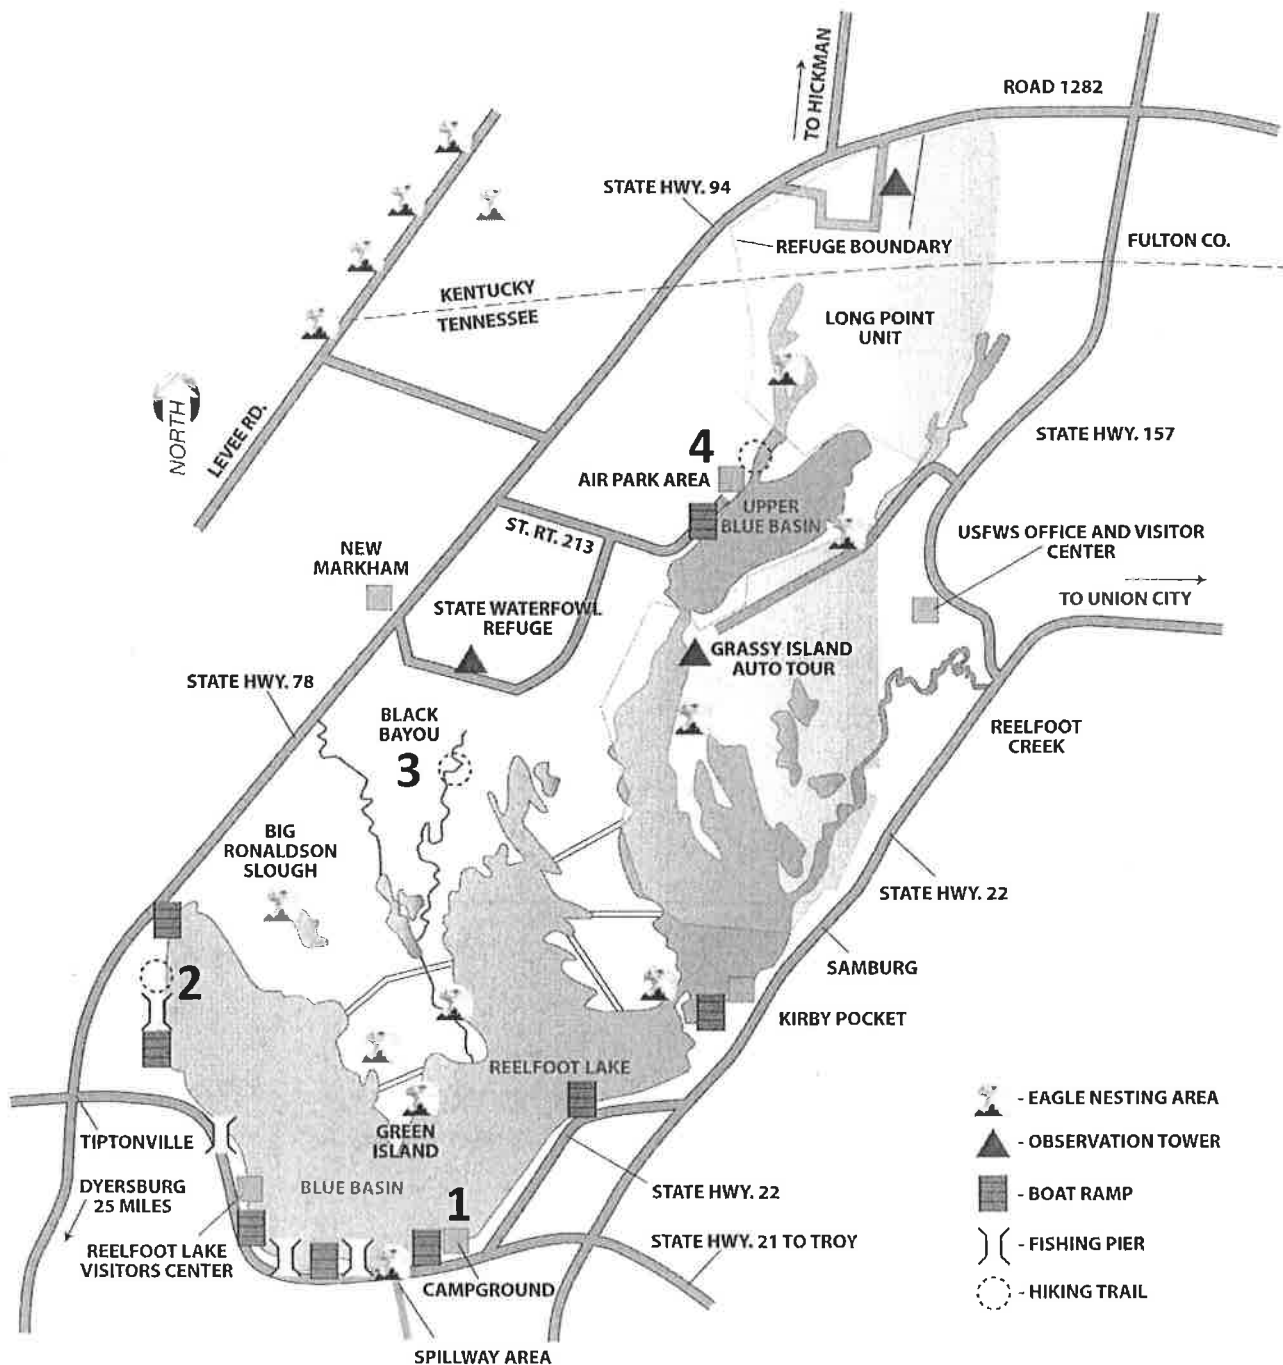 TO HICKMAN
ROAD 1282
STATE HWY. 94
REFUGE BOUNDARY
FULTON CO.
KENTUCKY
TENNESSEE
LONG POINT
UNIT
NORTH
LEVEE RD.
STATE HWY. 157
4
AIR PARK AREA
UPPER
BLUE BASIN
ST. RT. 213
USFWS OFFICE AND VISITOR
CENTER
NEW
MARKHAM
TO UNION CITY
STATE WATERFOWL
REFUGE
GRASSY ISLAND
AUTO TOUR
STATE HWY. 78
BLACK
BAYOU
3
REELFOOT
CREEK
BIG
RONALDSON
SLOUGH
STATE HWY. 22
2
SAMBURG
KIRBY POCKET
REELFOOT LAKE
- EAGLE NESTING AREA
GREEN
ISLAND
TIPTONVILLE
- OBSERVATION TOWER
DYERSBURG
25 MILES
BLUE BASIN
1
STATE HWY. 22
- BOAT RAMP
REELFOOT LAKE
VISITORS CENTER
STATE HWY. 21 TO TROY
- FISHING PIER
CAMPGROUND
- HIKING TRAIL
SPILLWAY AREA